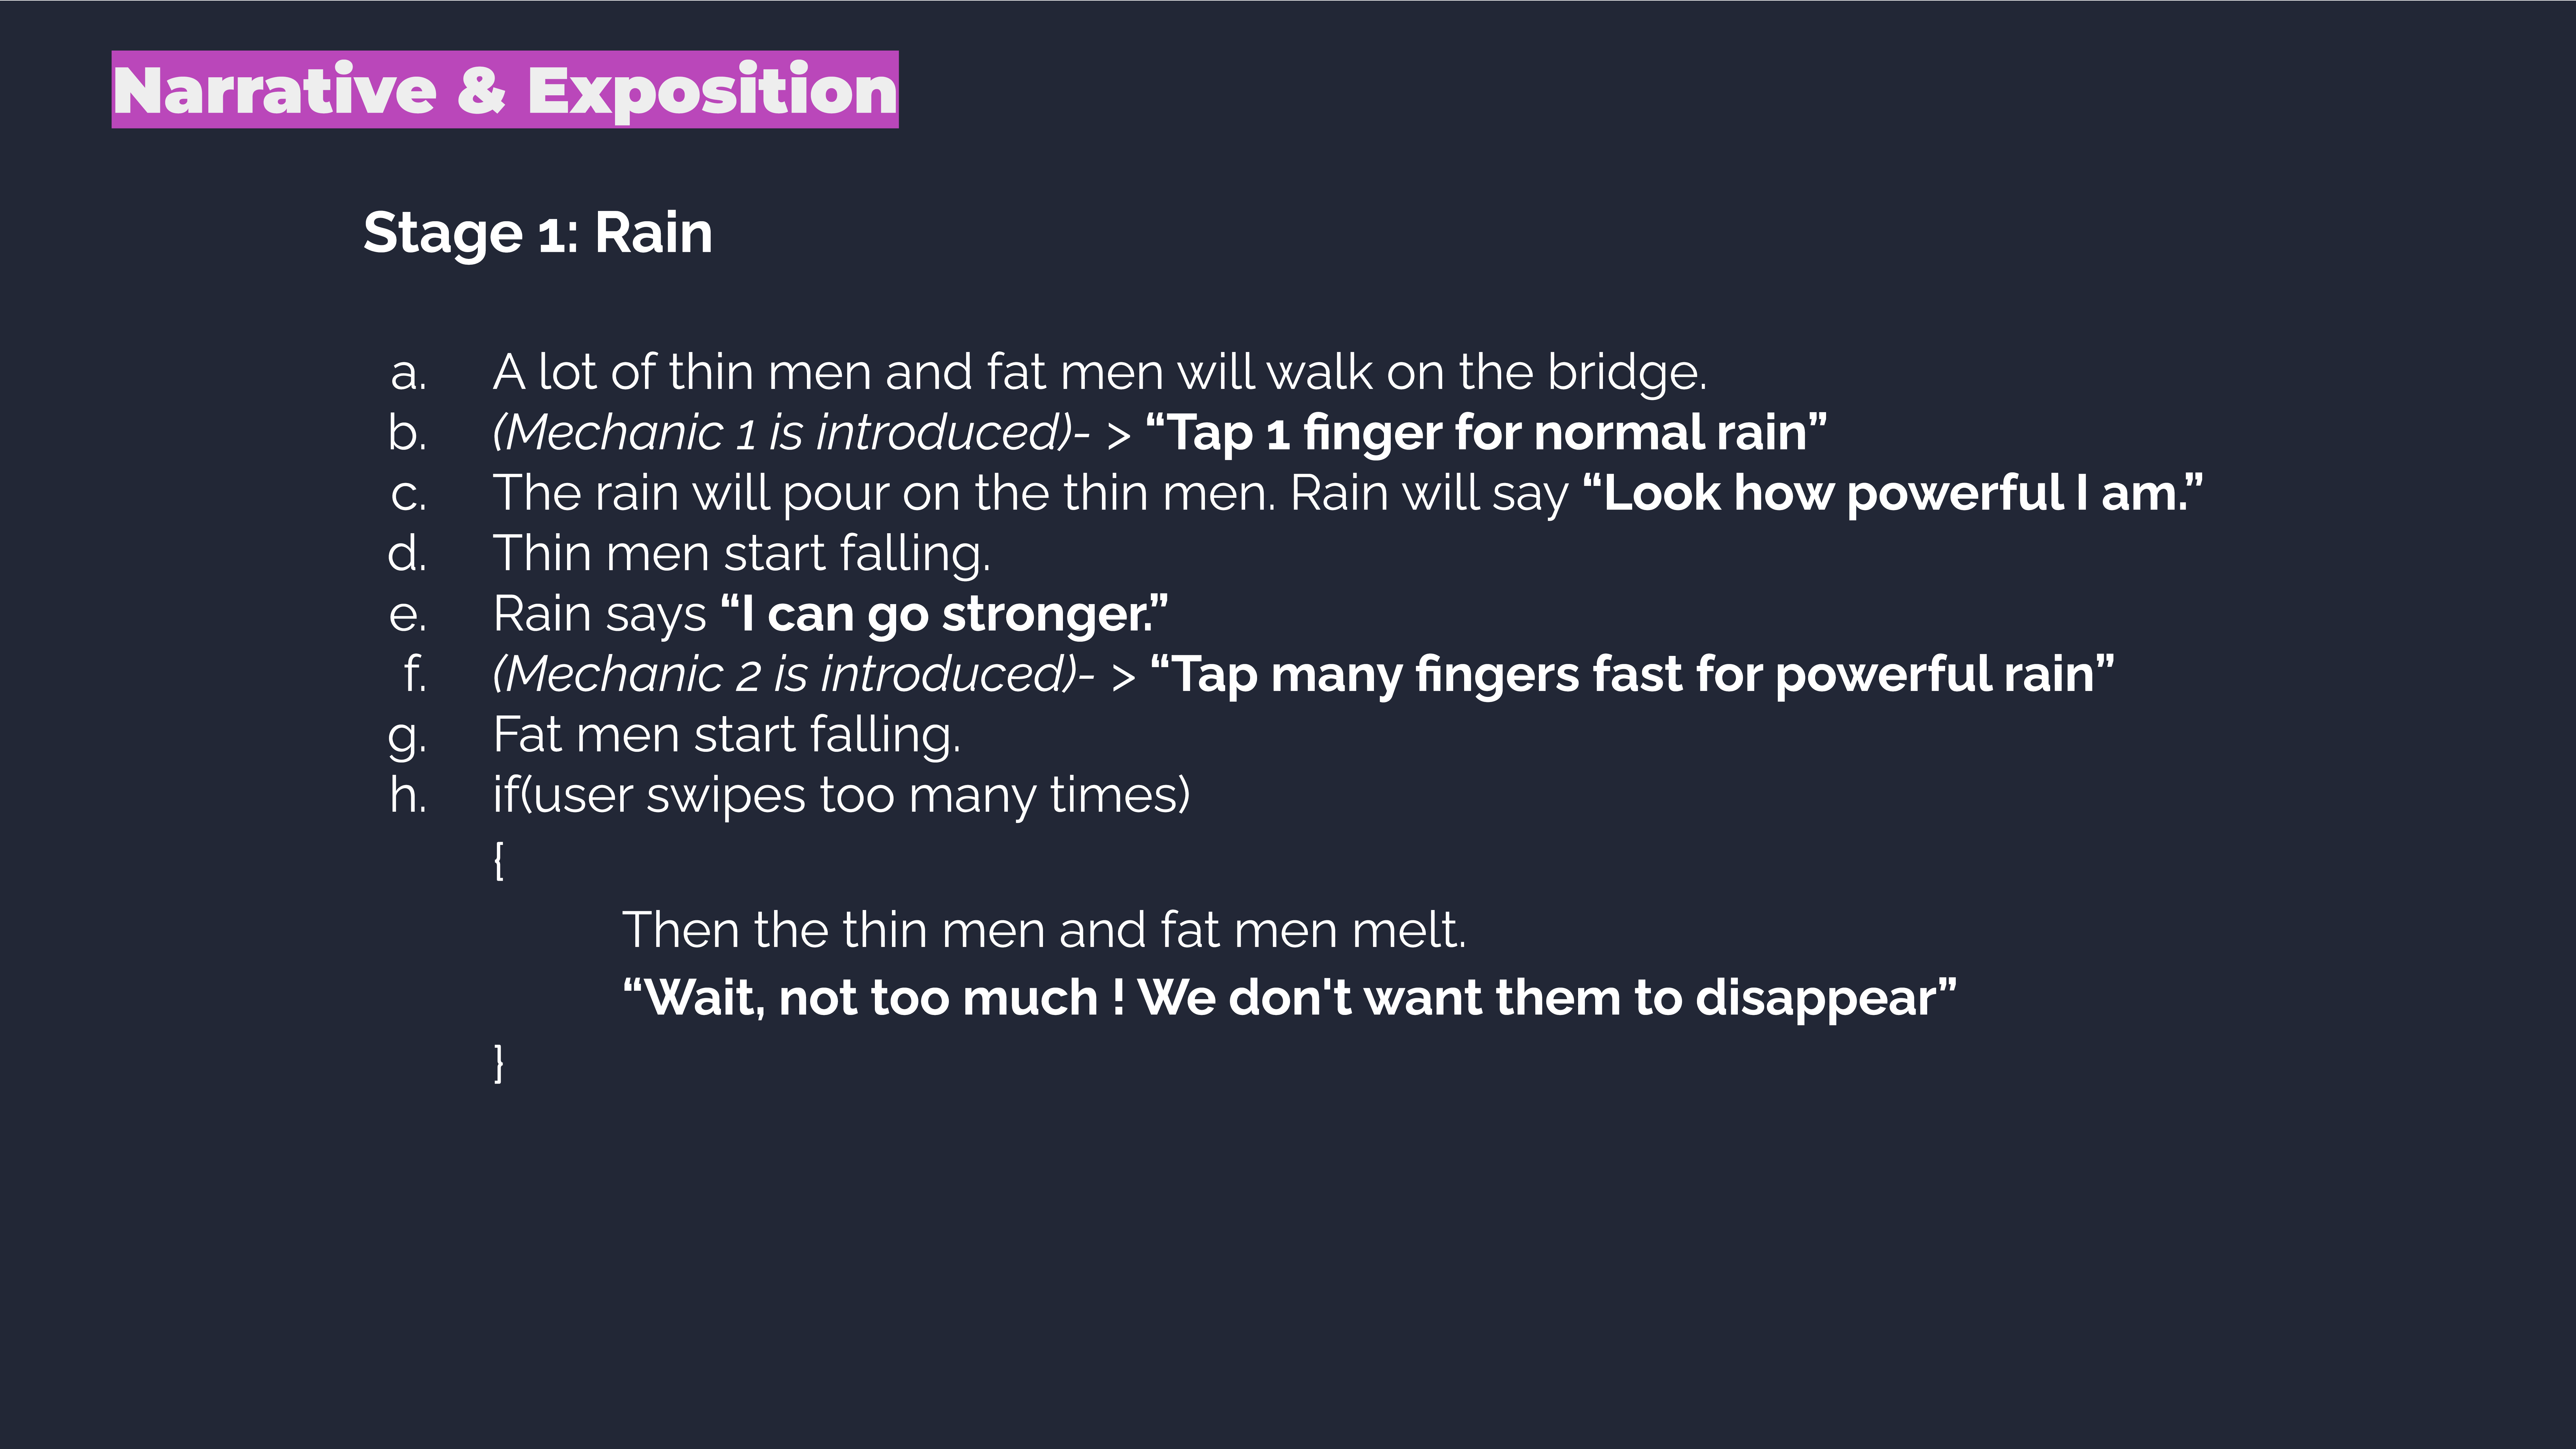 Narrative & Exposition
Stage 1: Rain
a. A lot of thin men and fat men will walk on the bridge.
b. (Mechanic 1 is introduced)- > “Tap 1 finger for normal rain”
c. The rain will pour on the thin men. Rain will say “Look how powerful I am.”
d. Thin men start falling.
e. Rain says “I can go stronger.”
f. (Mechanic 2 is introduced)- > “Tap many fingers fast for powerful rain”
g. Fat men start falling.
h. if(user swipes too many times)
{
Then the thin men and fat men melt.
“Wait, not too much ! We don't want them to disappear”
}